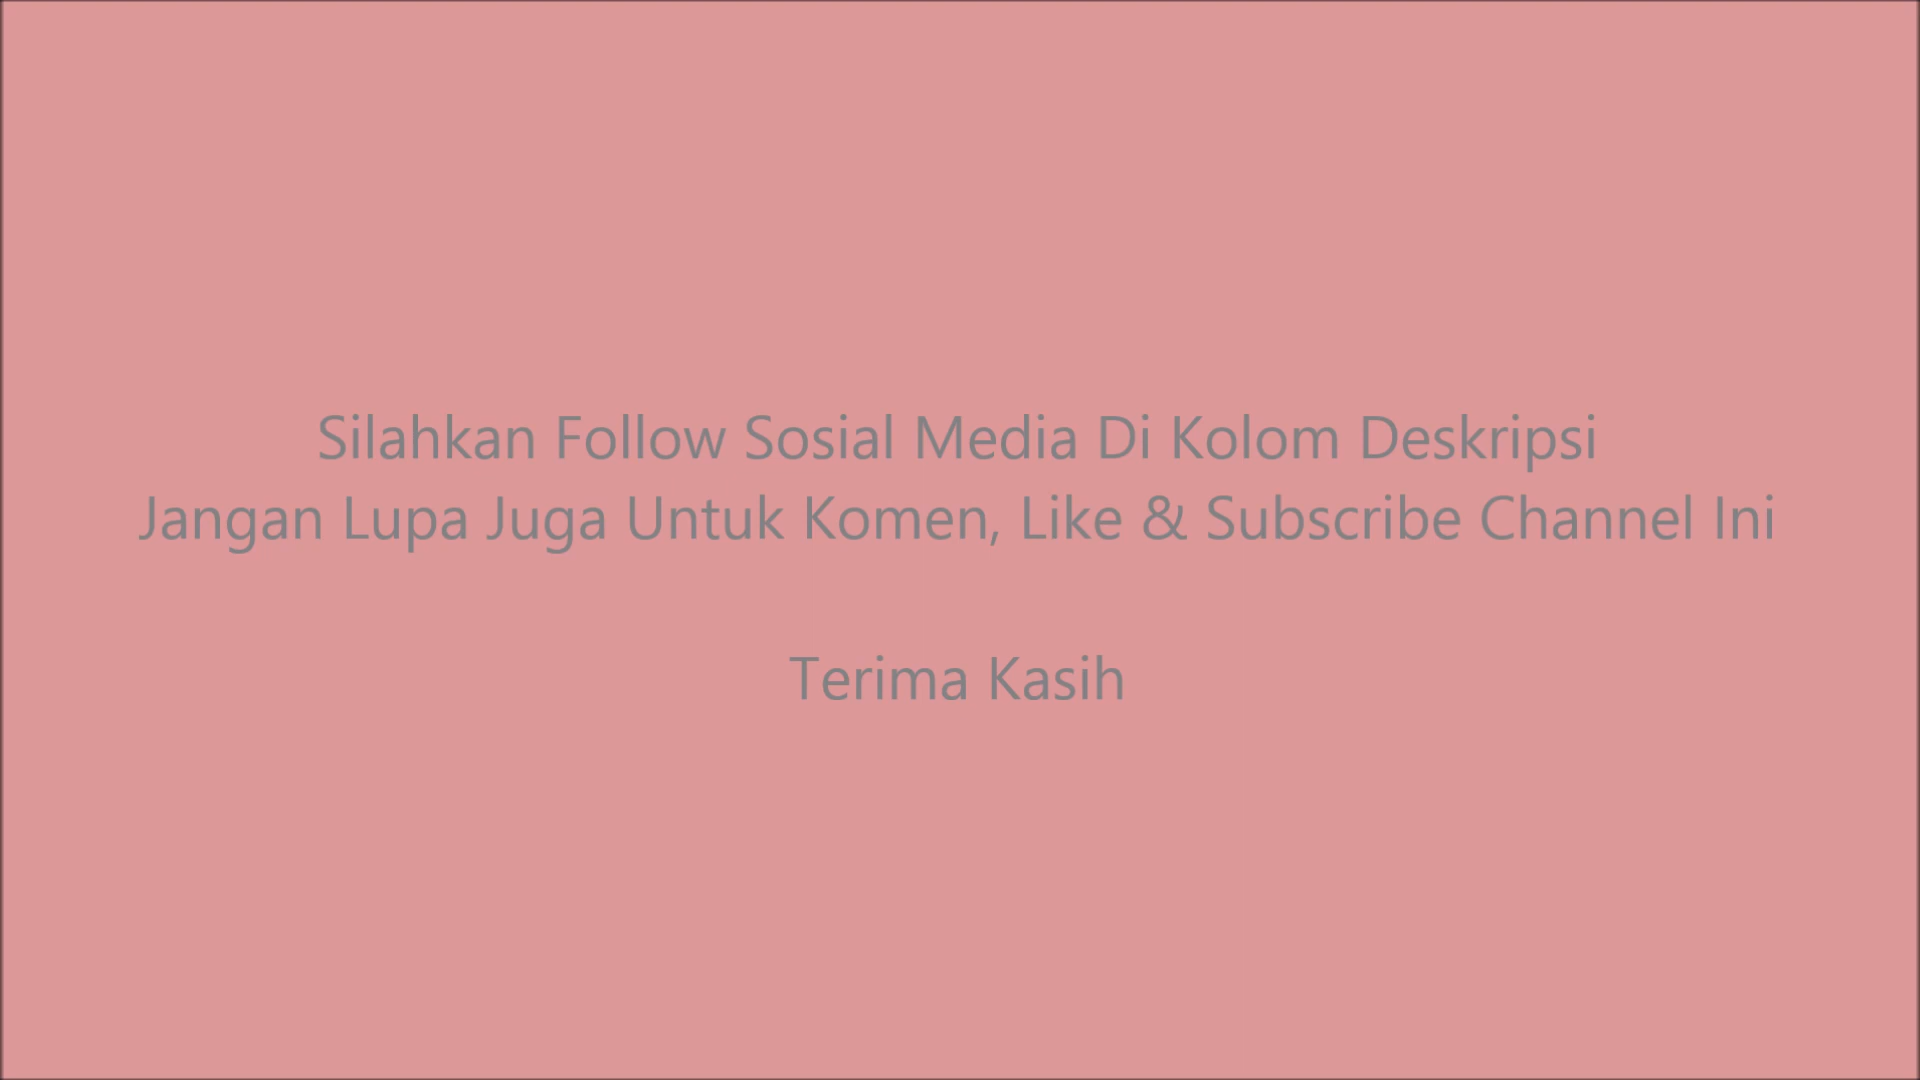 Silahkan Follow Sosial Media Di Kolom Deskripsi
Jangan Lupa Juga Untuk Komen, Like & Subscribe Channel Ini
Terima Kasih